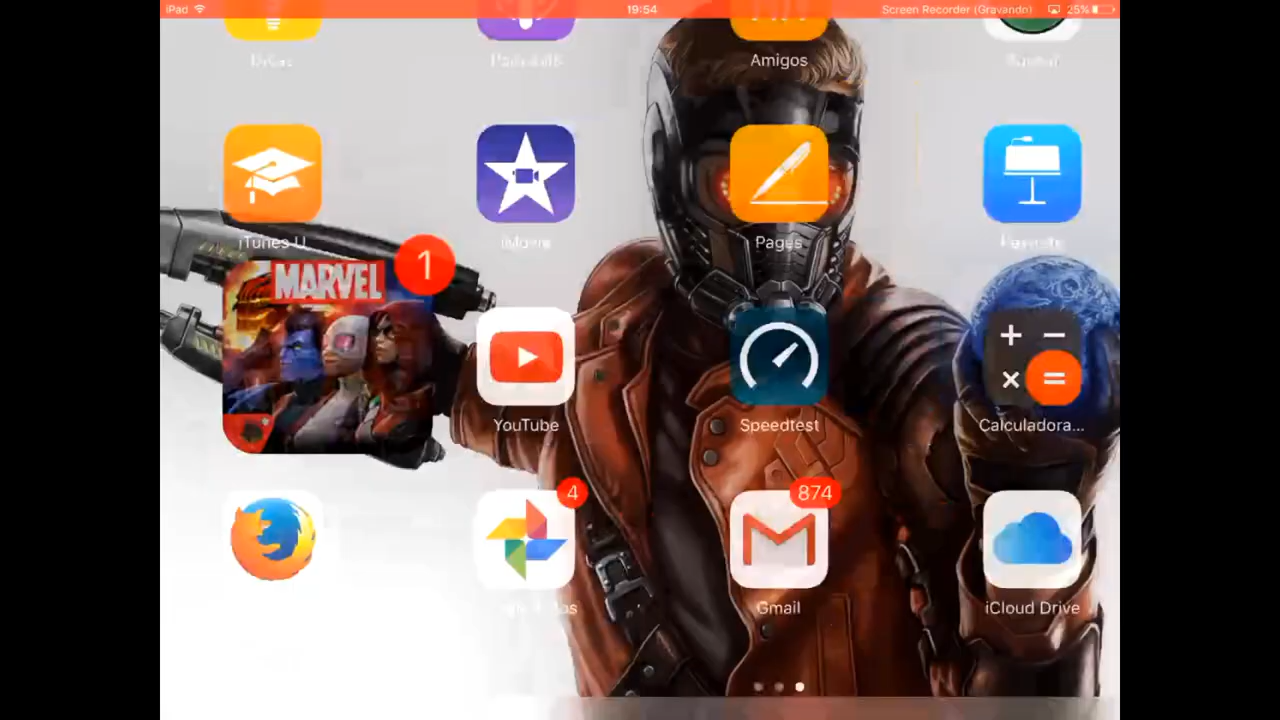 iPad 19:54 Screen Recorder (Gravando) 25%
Dicas Amigos
iTunes U iMovie Pages Keynote
MARVEL 1
YouTube Speedtest Calculadora...
4 874
Gmail iCloud Drive